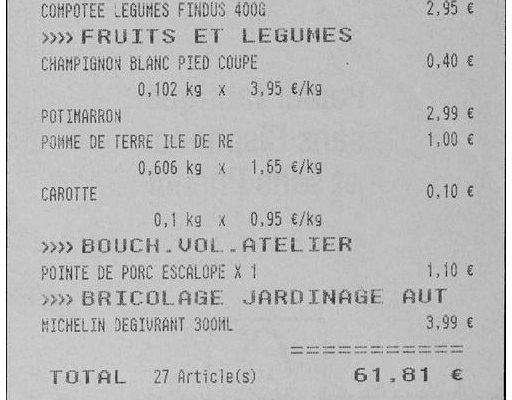 COMPOTEE LEGUMES FINDUS 400G 2,95 €
»» FRUITS ET LEGUMES
CHAMPIGNON BLANC PIED COUPE 0,40 €
0,102 kg x 3,95 €/kg
POTIMARRON 2,99 €
POMME DE TERRE ILE DE RE 1,00 €
0,606 kg x 1,65 €/kg
CAROTTE 0,10 €
0,1 kg x 0,95 €/kg
»» BOUCH.VOL.ATELIER
POINTE DE PORC ESCALOPE X 1 1,10 €
»» BRICOLAGE JARDINAGE AUT
MICHELIN DEGIVRANT 300ML 3,99 €
===========
TOTAL 27 Article(s) 61,81 €